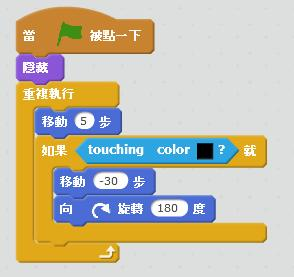 當 被點一下
隱藏
重複執行
移動 5 步
如果 touching color ? 就
移動 -30 步
向 旋轉 180 度